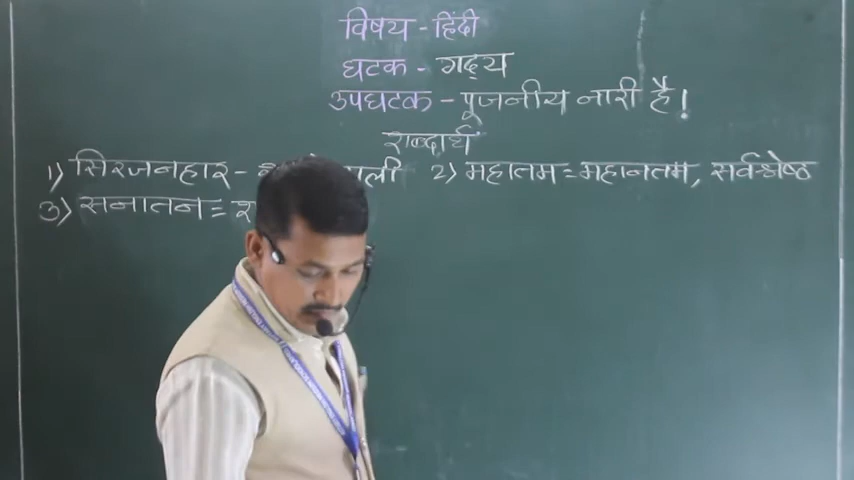 विषय - हिंदी
घटक - गद्य
उपघटक - पूजनीय नारी है!
शब्दार्थ
1) सिरजनहार - 2) महातम = महानतम, सर्वश्रेष्ठ
3) सनातन =